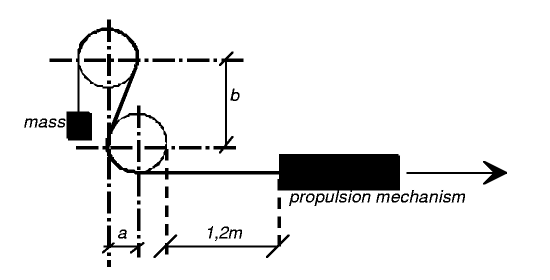 b
mass
propulsion mechanism
a
1,2m